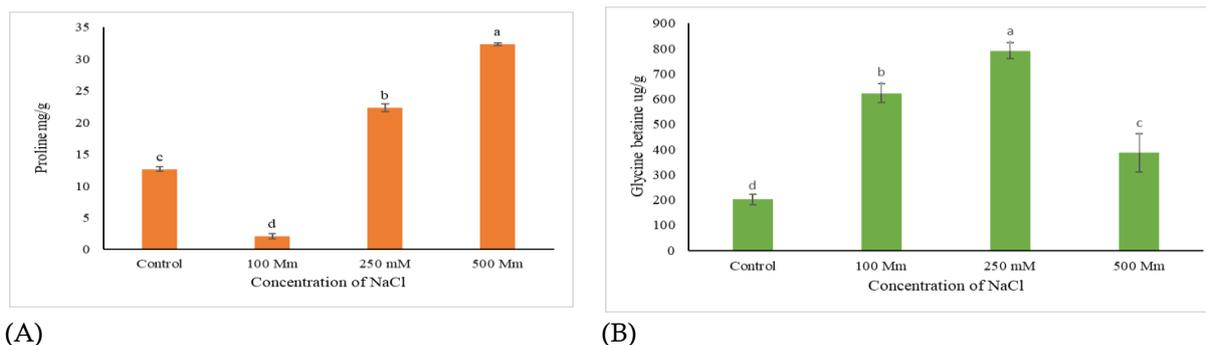 35
30
25
20
15
10
5
0
Proline mg/g
c
d
b
a
Control 100 Mm 250 mM 500 Mm
Concentration of NaCl
(A)
900
800
700
600
500
400
300
200
100
0
Glycine betaine ug/g
d
b
a
c
Control 100 Mm 250 mM 500 Mm
Concentration of NaCl
(B)